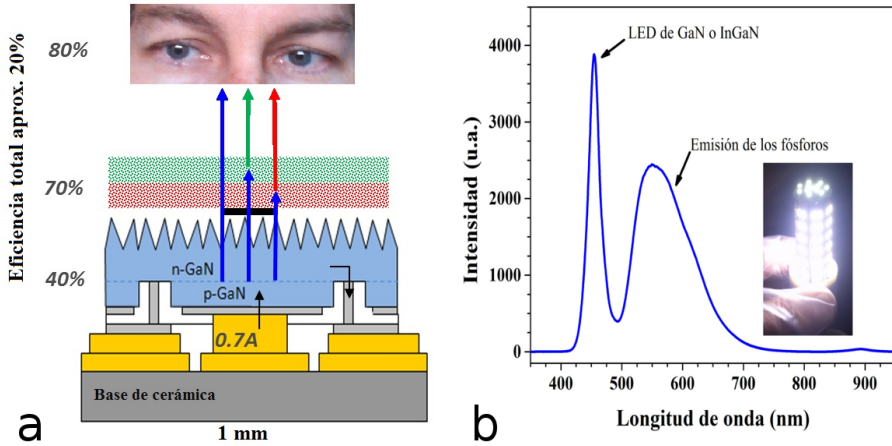 Eficiencia total aprox. 20%
80%
70%
40%
n-GaN
p-GaN
0.7A
Base de cerámica
1 mm
a
Intensidad (u.a.)
4000
3000
2000
1000
0
LED de GaN o InGaN
Emisión de los fósforos
400 500 600 700 800 900
Longitud de onda (nm)
b